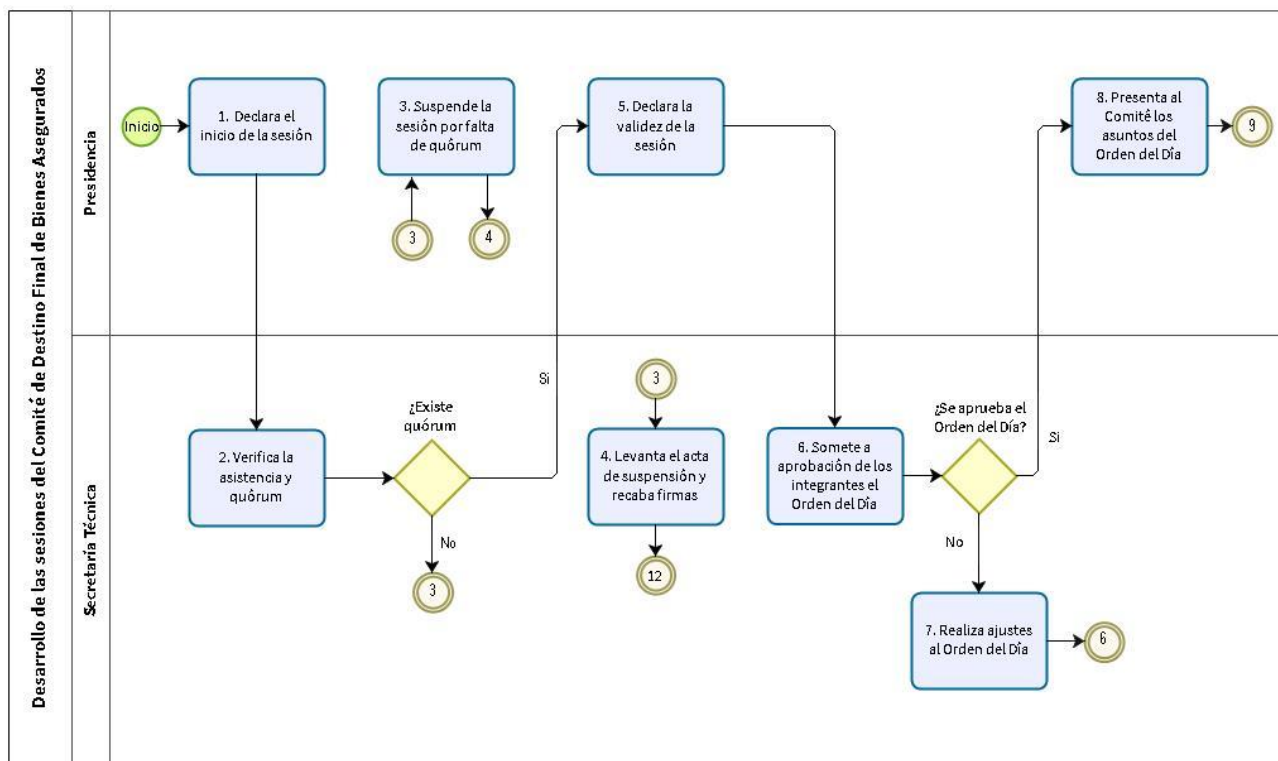 Desarrollo de las sesiones del Comité de Destino Final de Bienes Asegurados
Presidencia
Inicio
1. Declara el
inicio de la sesión
3. Suspende la
sesión por falta
de quórum
3
4
5. Declara la
validez de la
sesión
8. Presenta al
Comité los
asuntos del
Orden del Día
9
Secretaría Técnica
2. Verifica la
asistencia y
quórum
¿Existe
quórum
Si
No
3
3
4. Levanta el acta
de suspensión y
recaba firmas
12
6. Somete a
aprobación de los
integrantes el
Orden del Día
¿Se aprueba el
Orden del Día?
Si
No
7. Realiza ajustes
al Orden del Día
6